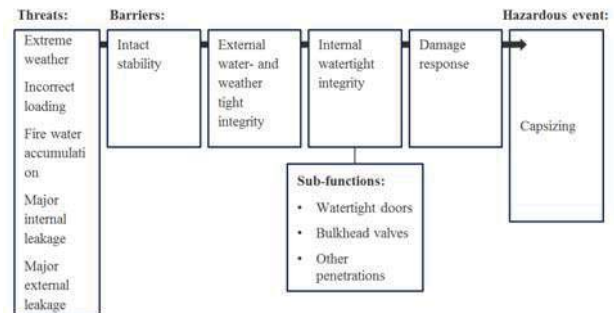 Threats:
Barriers:
Hazardous event:
Extreme
weather
Incorrect
loading
Fire water
accumulati
on
Major
internal
leakage
Major
external
leakage
Intact
stability
External
water- and
weather
tight
integrity
Internal
watertight
integrity
Damage
response
Capsizing
Sub-functions:
• Watertight doors
• Bulkhead valves
• Other
penetrations